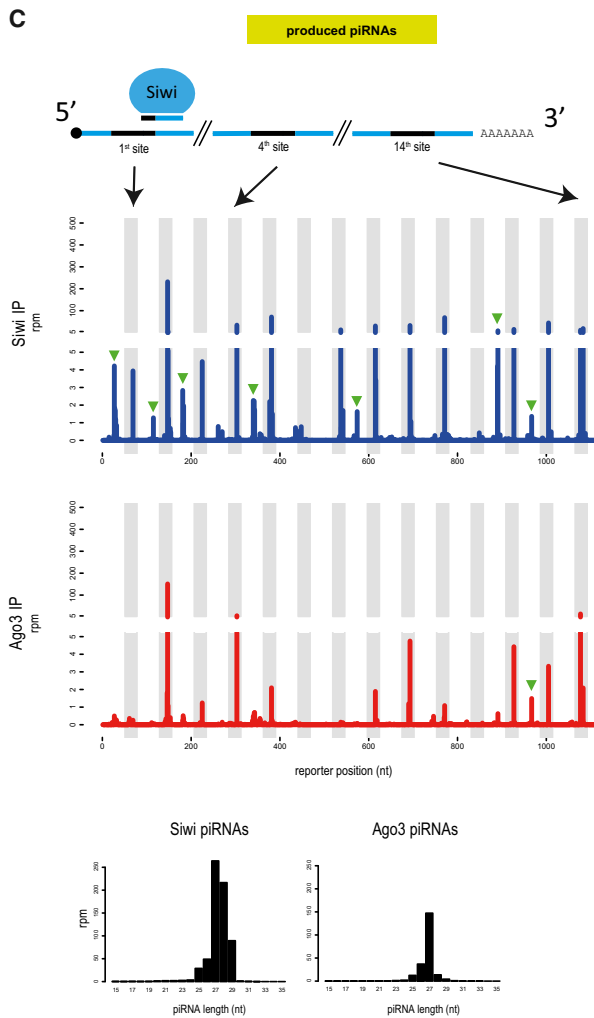 C
produced piRNAs
Siwi
5’
3’
AAAAAAA
1st site
4th site
14th site
Siwi IP
rpm
500
400
300
200
100
5
5
4
3
2
1
0
0 200 400 600 800 1000
Ago3 IP
rpm
500
400
300
200
100
5
5
4
3
2
1
0
0 200 400 600 800 1000
reporter position (nt)
Siwi piRNAs
Ago3 piRNAs
rpm
250
200
150
100
50
0
15 17 19 21 23 25 27 29 31 33 35
piRNA length (nt)
250
200
150
100
50
0
15 17 19 21 23 25 27 29 31 33 35
piRNA length (nt)